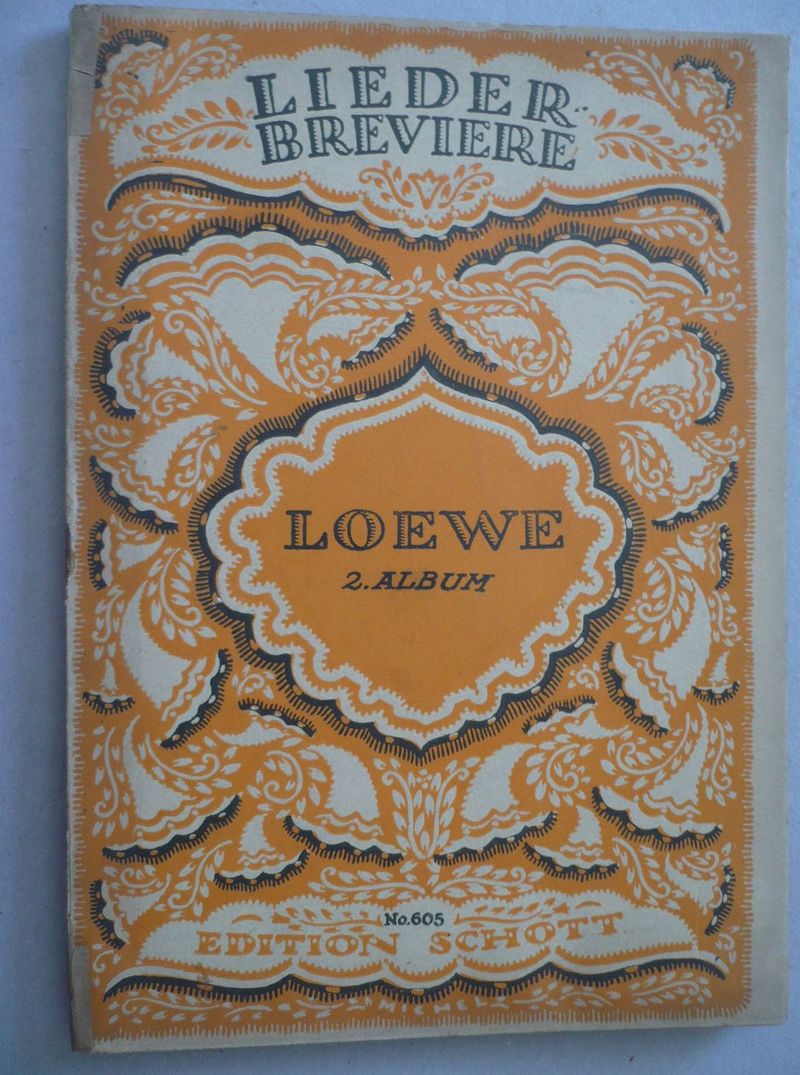 LIEDER-
BREVIERE
LOEWE
2. ALBUM
No. 605
EDITION SCHOTT